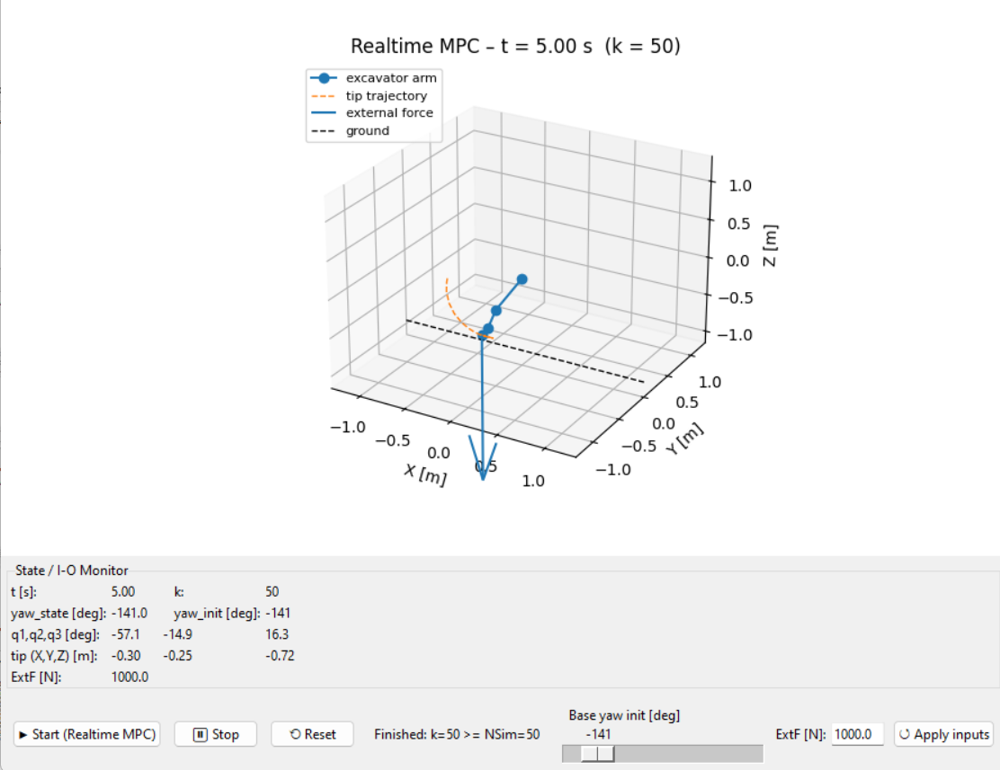 Realtime MPC – t = 5.00 s (k = 50)
excavator arm
tip trajectory
external force
ground
1.0
0.5
0.0
−0.5
−1.0
Z [m]
1.0
0.5
0.0
−0.5
−1.0
Y [m]
−1.0
−0.5
0.0
0.5
1.0
X [m]
State / I-O Monitor
t [s]: 5.00 k: 50
yaw_state [deg]: -141.0 yaw_init [deg]: -141
q1,q2,q3 [deg]: -57.1 -14.9 16.3
tip (X,Y,Z) [m]: -0.30 -0.25 -0.72
ExtF [N]: 1000.0
Base yaw init [deg]
-141
Start (Realtime MPC) Stop Reset Finished: k=50 >= NSim=50 ExtF [N]: 1000.0 Apply inputs